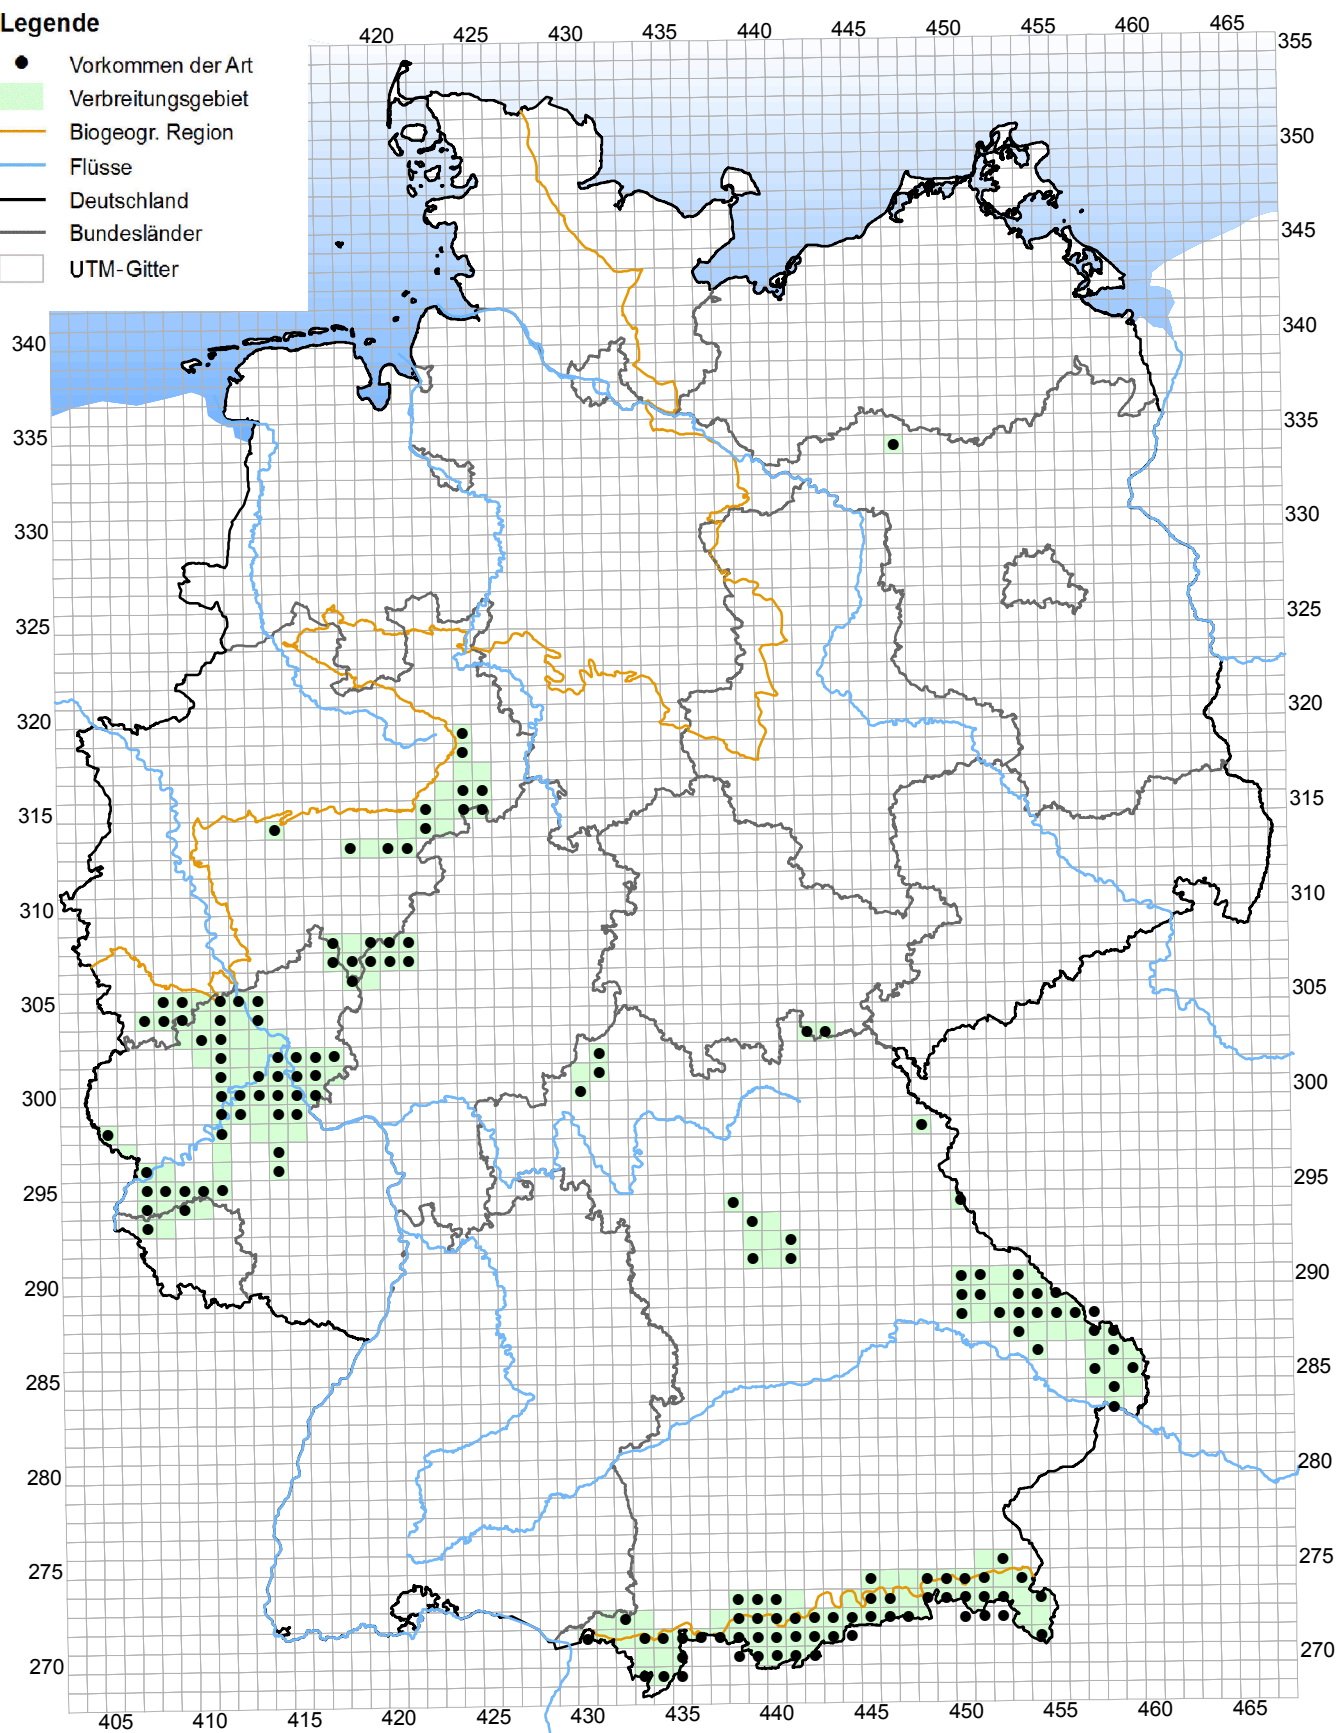 Legende
Vorkommen der Art
Verbreitungsgebiet
Biogeogr. Region
Flüsse
Deutschland
Bundesländer
UTM-Gitter
420 425 430 435 440 445 450 455 460 465
355
350
345
340 340
335 335
330 330
325 325
320 320
315 315
310 310
305 305
300 300
295 295
290 290
285 285
280 280
275 275
270 270
405 410 415 420 425 430 435 440 445 450 455 460 465